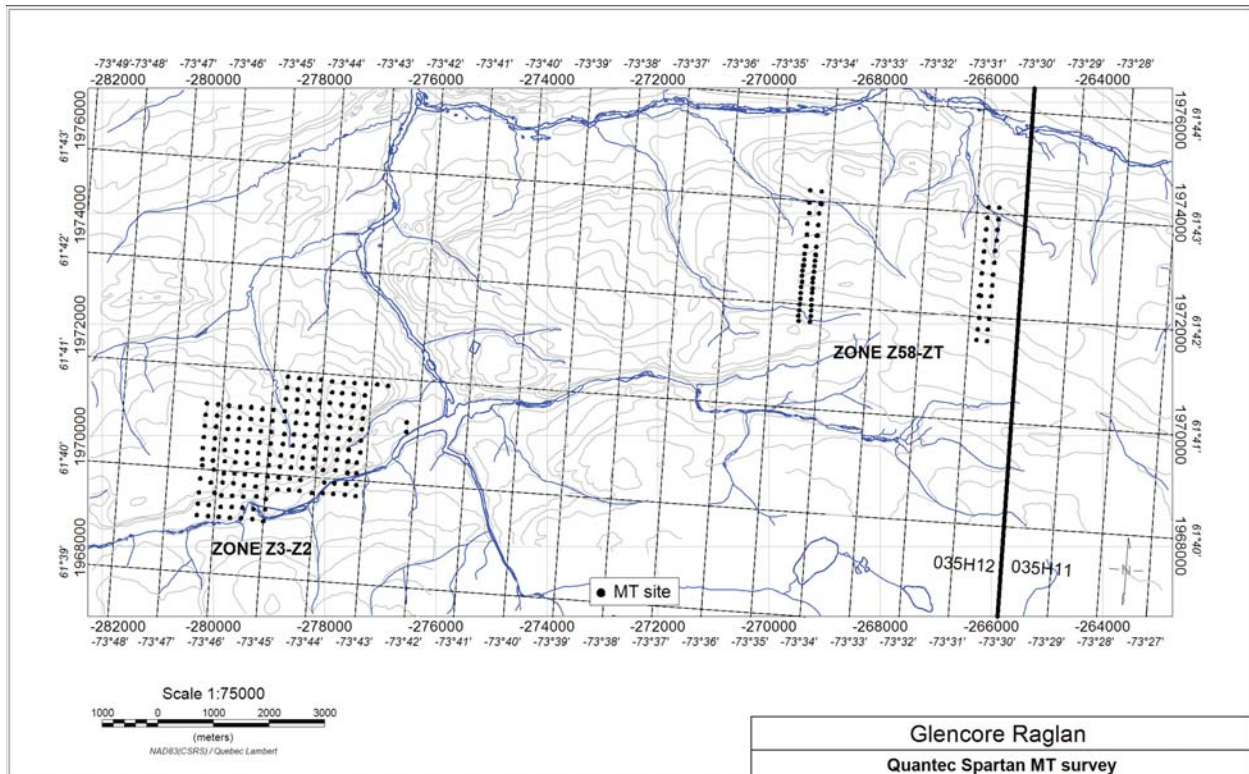 -73°49' -73°48' -73°47' -73°46' -73°45' -73°44' -73°43' -73°42' -73°41' -73°40' -73°39' -73°38' -73°37' -73°36' -73°35' -73°34' -73°33' -73°32' -73°31' -73°30' -73°29' -73°28'
-282000 -280000 -278000 -276000 -274000 -272000 -270000 -268000 -266000 -264000
1976000 1976000
61°44'
61°43'
1974000 1974000
61°43'
61°42'
1972000 1972000
61°42'
ZONE Z58-ZT
61°41'
1970000 1970000
61°41'
61°40'
1968000 1968000
61°40'
ZONE Z3-Z2
61°39'
035H12 035H11
N
MT site
-282000 -280000 -278000 -276000 -274000 -272000 -270000 -268000 -266000 -264000
-73°48' -73°47' -73°46' -73°45' -73°44' -73°43' -73°42' -73°41' -73°40' -73°39' -73°38' -73°37' -73°36' -73°35' -73°34' -73°33' -73°32' -73°31' -73°30' -73°29' -73°28' -73°27'
Scale 1:75000
1000 0 1000 2000 3000
(meters)
NAD83(CSRS) / Quebec Lambert
Glencore Raglan
Quantec Spartan MT survey